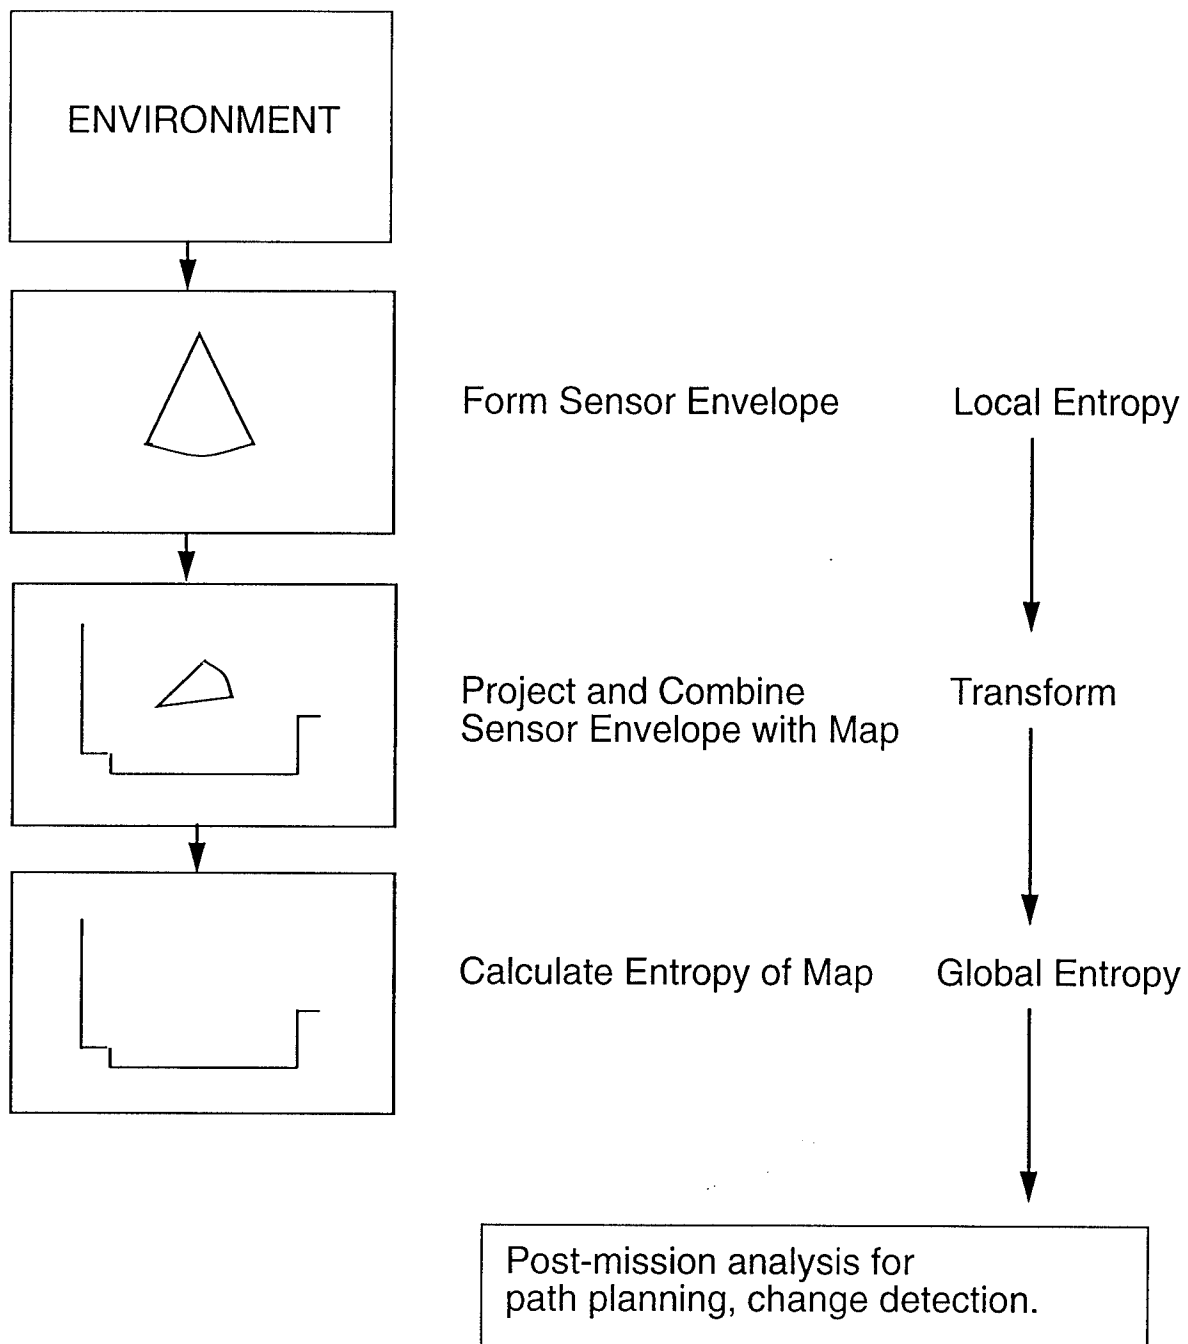 ENVIRONMENT
Form Sensor Envelope
Local Entropy
Project and Combine
Sensor Envelope with Map
Transform
Calculate Entropy of Map
Global Entropy
Post-mission analysis for
path planning, change detection.